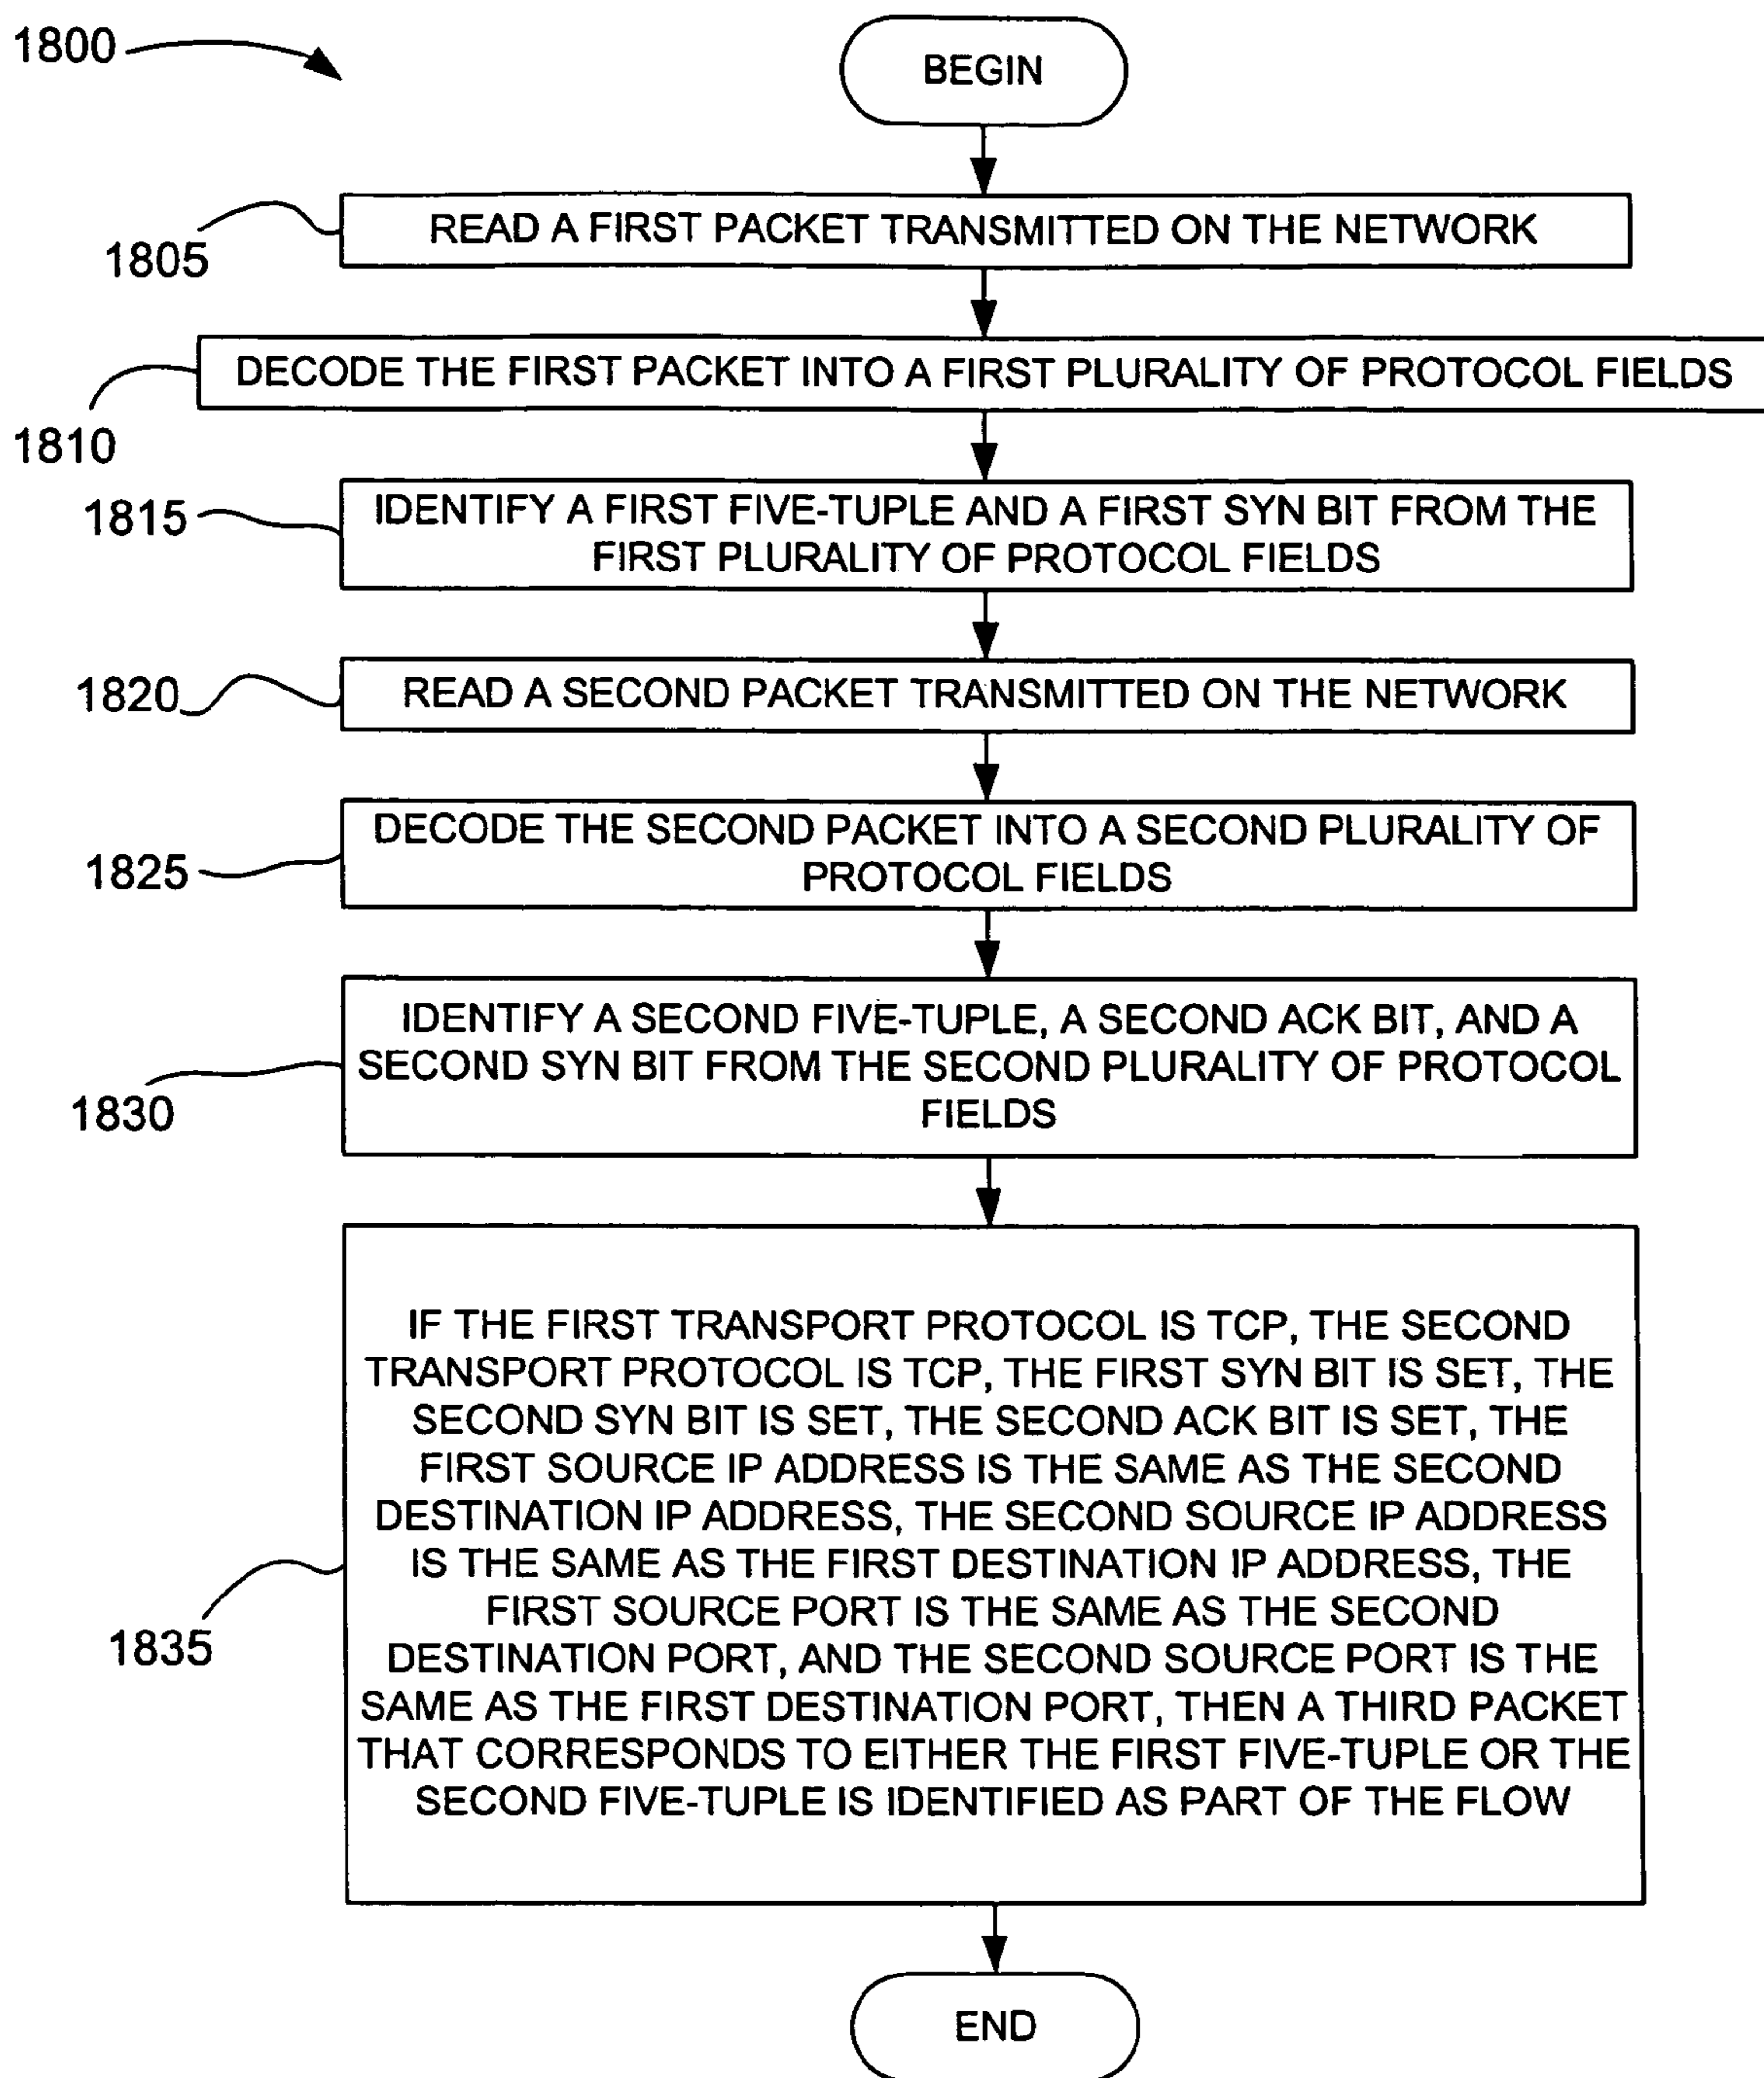 1800
BEGIN
READ A FIRST PACKET TRANSMITTED ON THE NETWORK
1805
DECODE THE FIRST PACKET INTO A FIRST PLURALITY OF PROTOCOL FIELDS
1810
IDENTIFY A FIRST FIVE-TUPLE AND A FIRST SYN BIT FROM THE
FIRST PLURALITY OF PROTOCOL FIELDS
1815
READ A SECOND PACKET TRANSMITTED ON THE NETWORK
1820
DECODE THE SECOND PACKET INTO A SECOND PLURALITY OF
PROTOCOL FIELDS
1825
IDENTIFY A SECOND FIVE-TUPLE, A SECOND ACK BIT, AND A
SECOND SYN BIT FROM THE SECOND PLURALITY OF PROTOCOL
FIELDS
1830
IF THE FIRST TRANSPORT PROTOCOL IS TCP, THE SECOND
TRANSPORT PROTOCOL IS TCP, THE FIRST SYN BIT IS SET, THE
SECOND SYN BIT IS SET, THE SECOND ACK BIT IS SET, THE
FIRST SOURCE IP ADDRESS IS THE SAME AS THE SECOND
DESTINATION IP ADDRESS, THE SECOND SOURCE IP ADDRESS
IS THE SAME AS THE FIRST DESTINATION IP ADDRESS, THE
FIRST SOURCE PORT IS THE SAME AS THE SECOND
DESTINATION PORT, AND THE SECOND SOURCE PORT IS THE
SAME AS THE FIRST DESTINATION PORT, THEN A THIRD PACKET
THAT CORRESPONDS TO EITHER THE FIRST FIVE-TUPLE OR THE
SECOND FIVE-TUPLE IS IDENTIFIED AS PART OF THE FLOW
1835
END